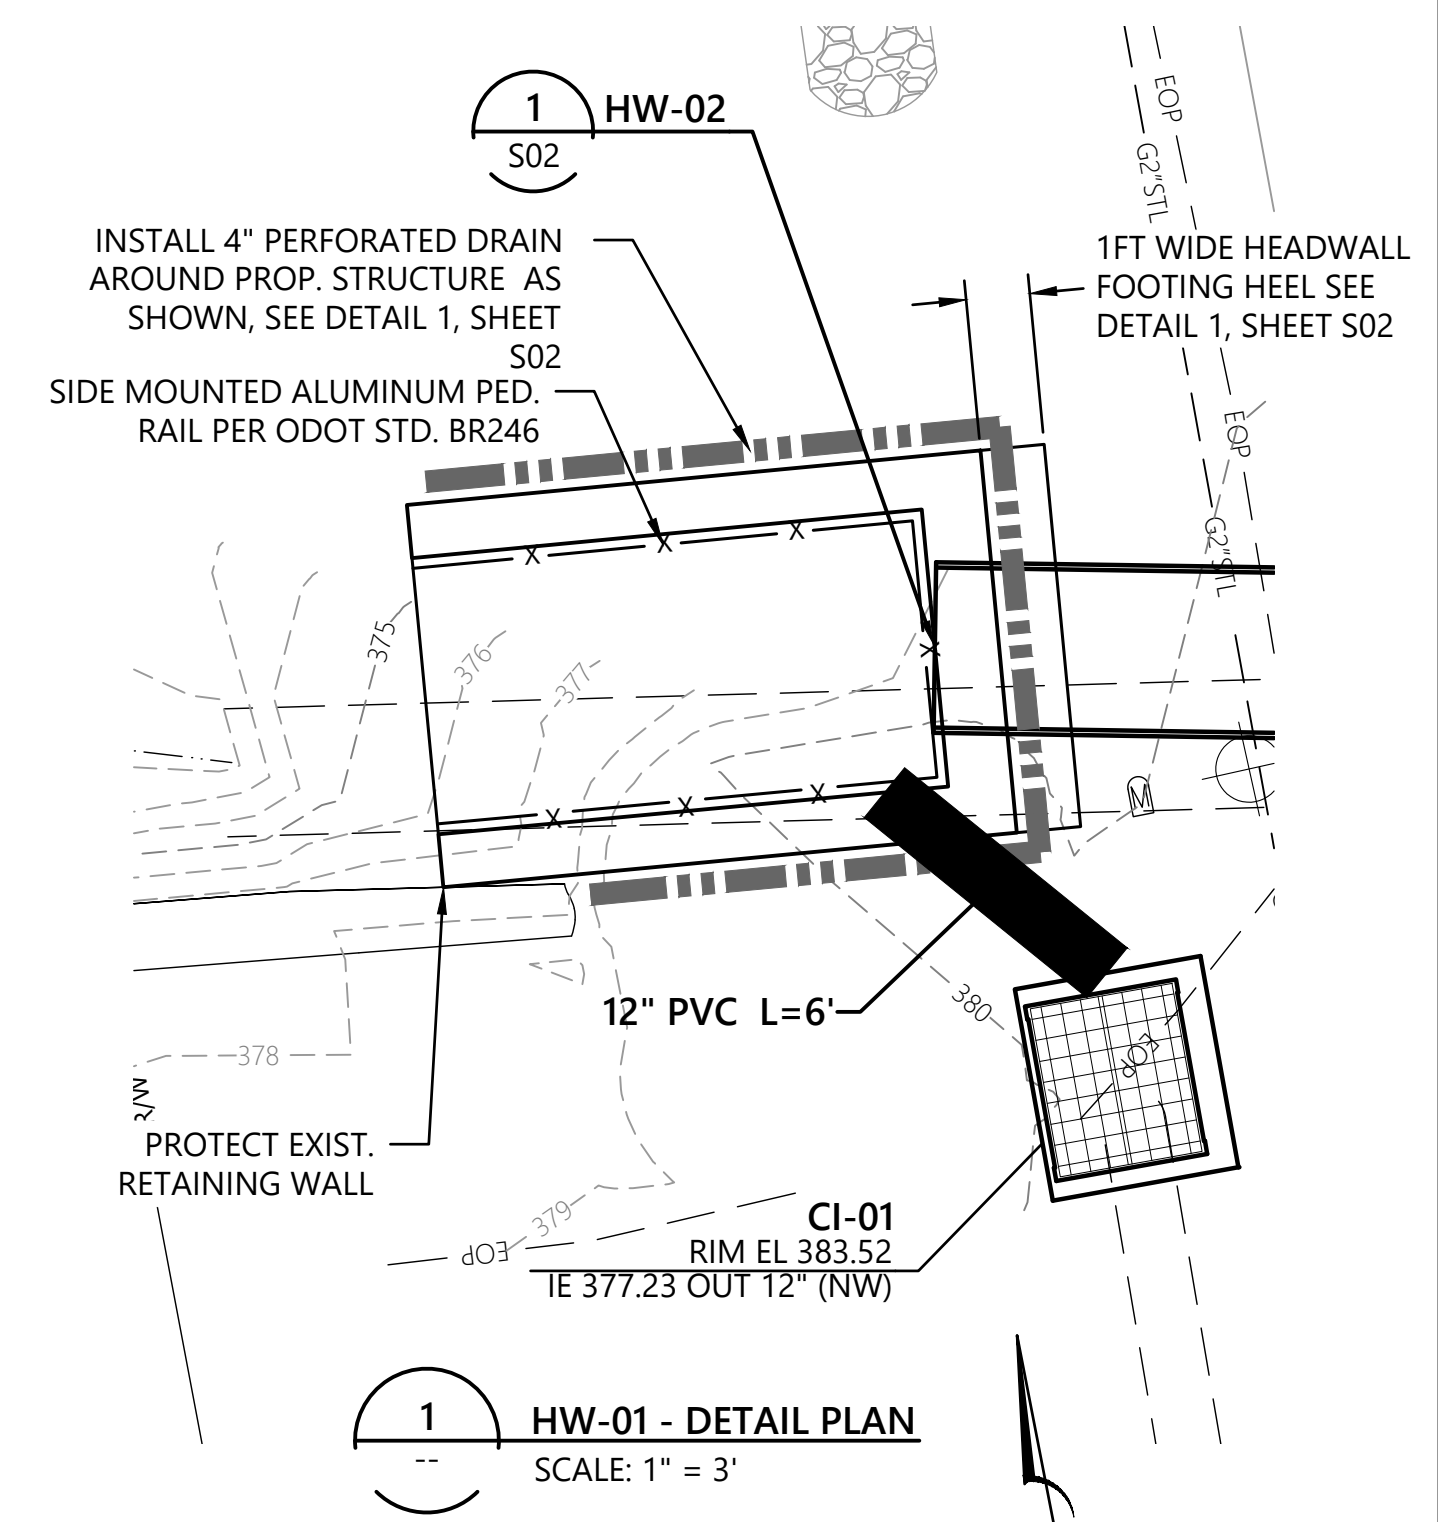 1 HW-02
S02
INSTALL 4" PERFORATED DRAIN
AROUND PROP. STRUCTURE AS
SHOWN, SEE DETAIL 1, SHEET
S02
SIDE MOUNTED ALUMINUM PED.
RAIL PER ODOT STD. BR246
EOP
G2"STL
1FT WIDE HEADWALL
FOOTING HEEL SEE
DETAIL 1, SHEET S02
EOP
G2"STL
X X X
X
375
376
377
X X X
M
12" PVC L=6'
380
EOP
378
R/W
PROTECT EXIST.
RETAINING WALL
379
EOP
CI-01
RIM EL 383.52
IE 377.23 OUT 12" (NW)
1 HW-01 - DETAIL PLAN
-- SCALE: 1" = 3'